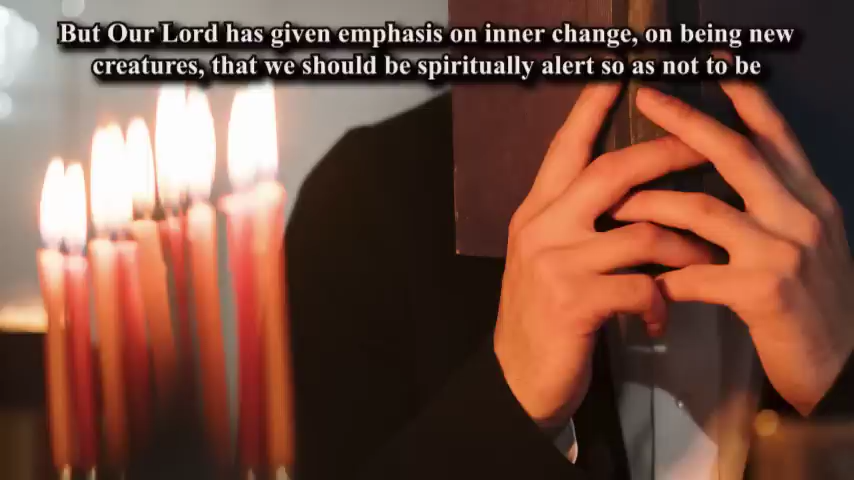 But Our Lord has given emphasis on inner change, on being new
creatures, that we should be spiritually alert so as not to be